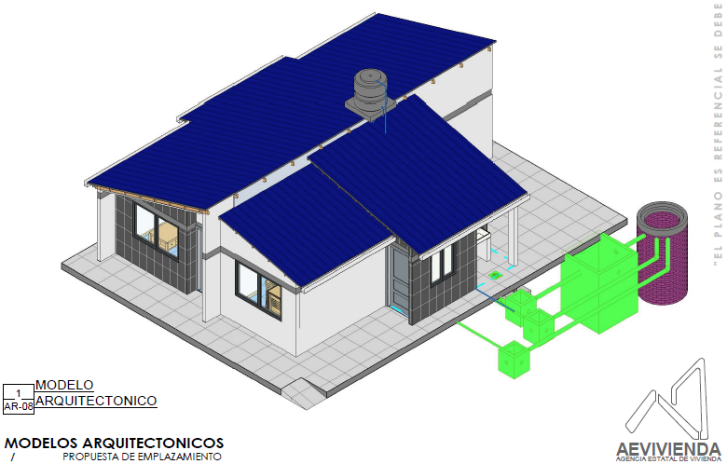 "EL PLANO ES REFERENCIAL SE DEBE
1
AR-08
MODELO
ARQUITECTONICO
MODELOS ARQUITECTONICOS
/ PROPUESTA DE EMPLAZAMIENTO
AEVIVIENDA
AGENCIA ESTATAL DE VIVIENDA